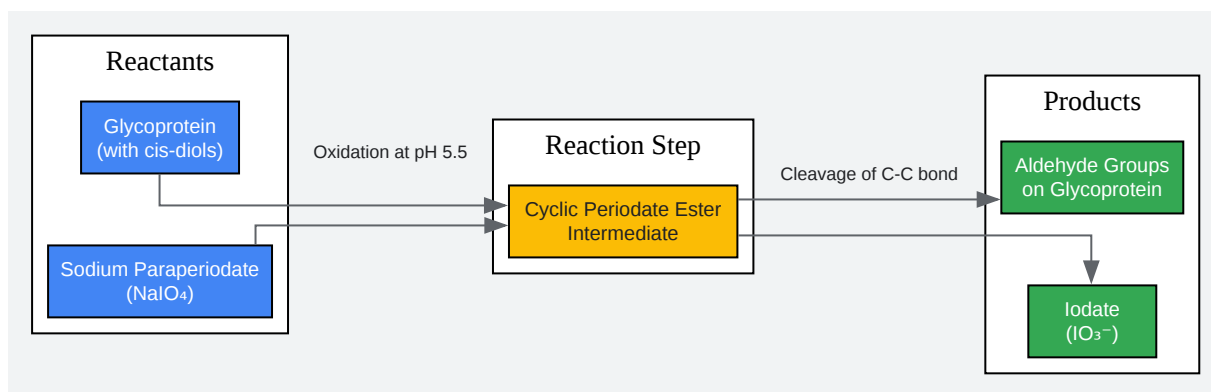 Reactants
Glycoprotein
(with cis-diols)
Sodium Paraperiodate
(NaIO₄)
Oxidation at pH 5.5
Reaction Step
Cyclic Periodate Ester
Intermediate
Cleavage of C-C bond
Products
Aldehyde Groups
on Glycoprotein
Iodate
(IO₃⁻)